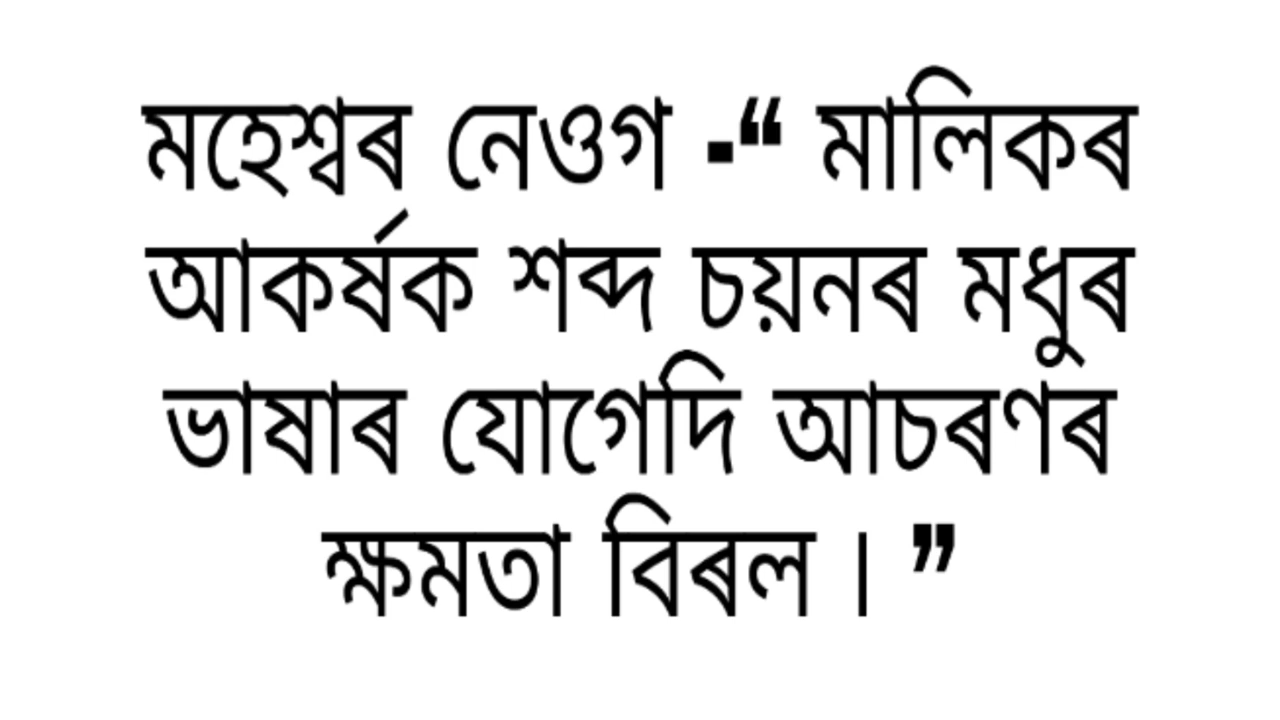 মহেশ্বৰ নেওগ -“ মালিকৰ
আকৰ্ষক শব্দ চয়নৰ মধুৰ
ভাষাৰ যোগেদি আচৰণৰ
ক্ষমতা বিৰল । ”